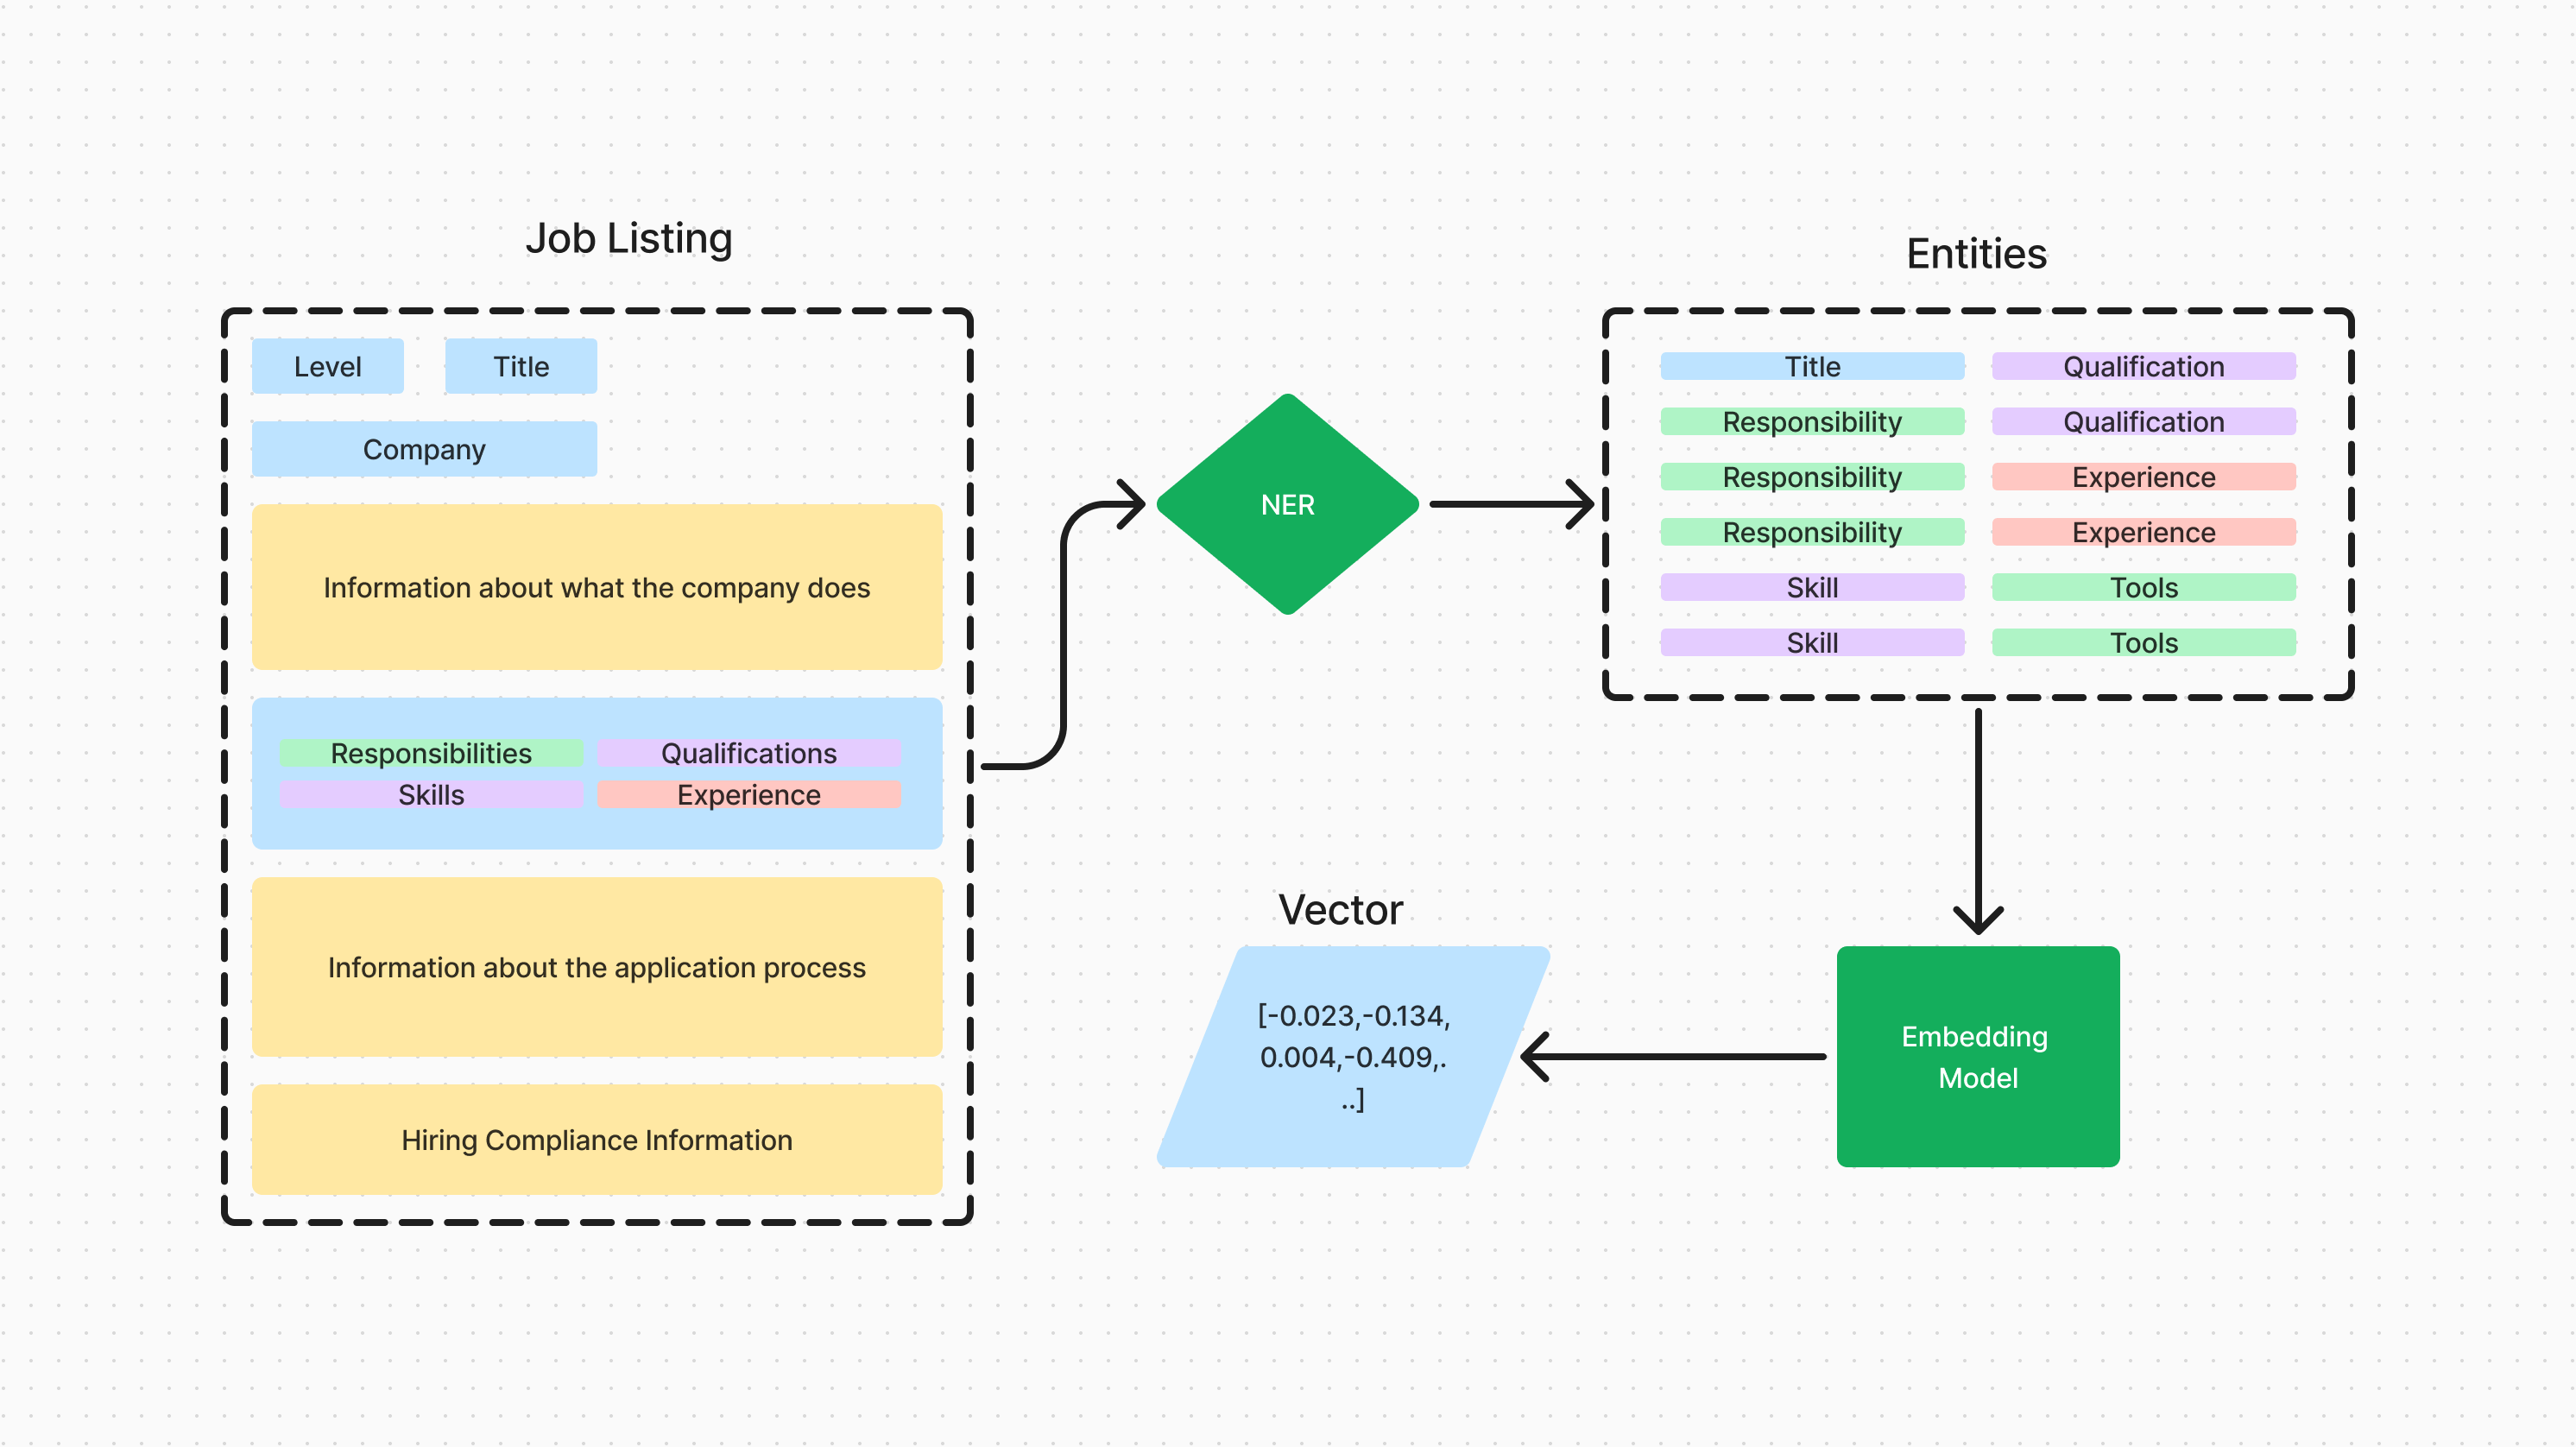 Job Listing
Level
Title
Company
Information about what the company does
Responsibilities
Qualifications
Skills
Experience
Information about the application process
Hiring Compliance Information
NER
Entities
Title
Qualification
Responsibility
Qualification
Responsibility
Experience
Responsibility
Experience
Skill
Tools
Skill
Tools
Embedding
Model
Vector
[-0.023,-0.134,
0.004,-0.409,.
..]